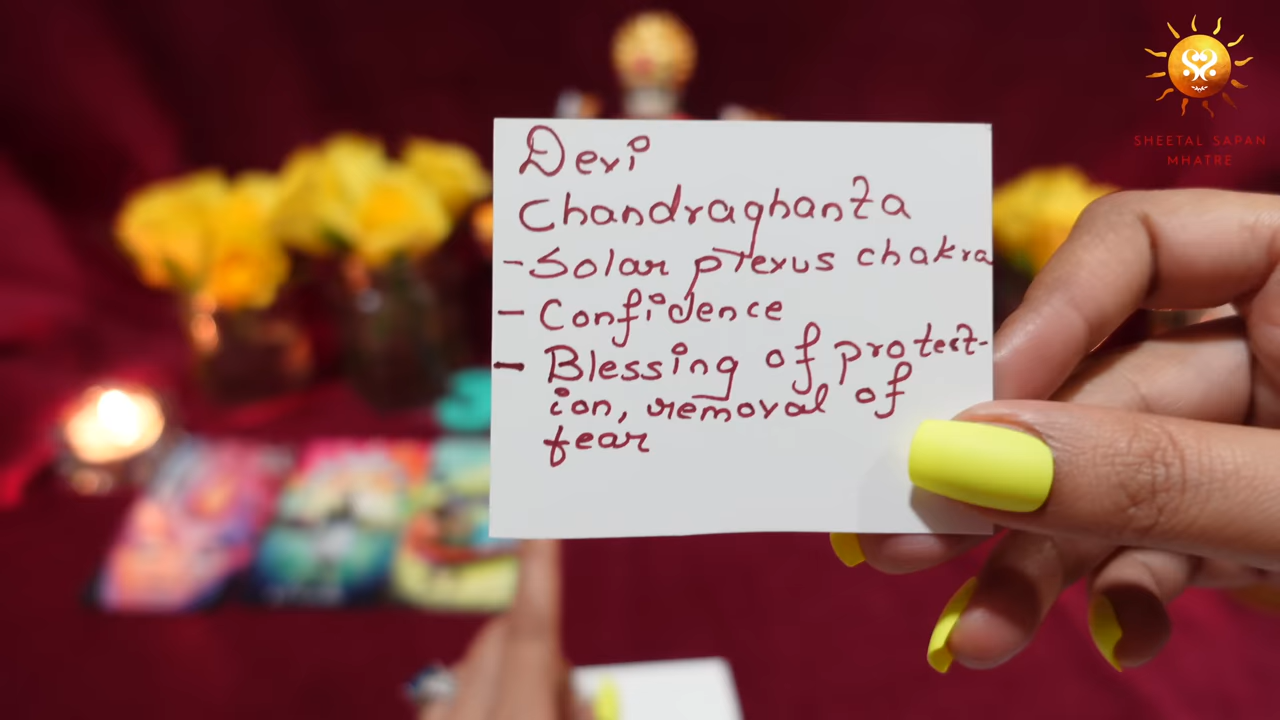 Devi
Chandraghanta
- Solar plexus chakra
- Confidence
- Blessing of protect-
ion, removal of
fear
SHEETAL SAPAN
MHATRE